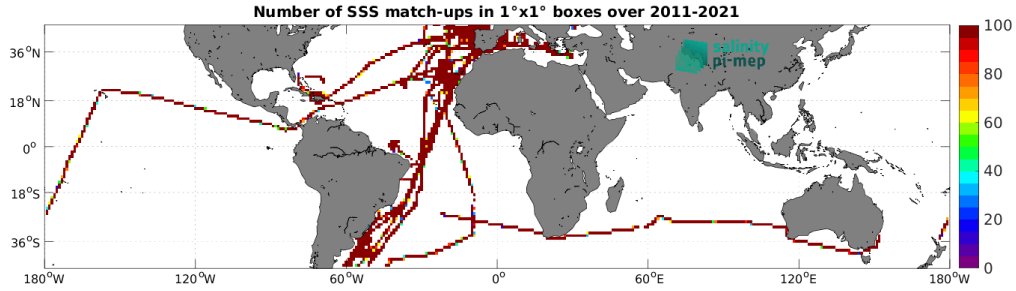 Number of SSS match-ups in 1°x1° boxes over 2011-2021
36°N
18°N
0°
18°S
36°S
180°W
120°W
60°W
0°
60°E
120°E
180°W
100
80
60
40
20
0
salinity
pi-mep